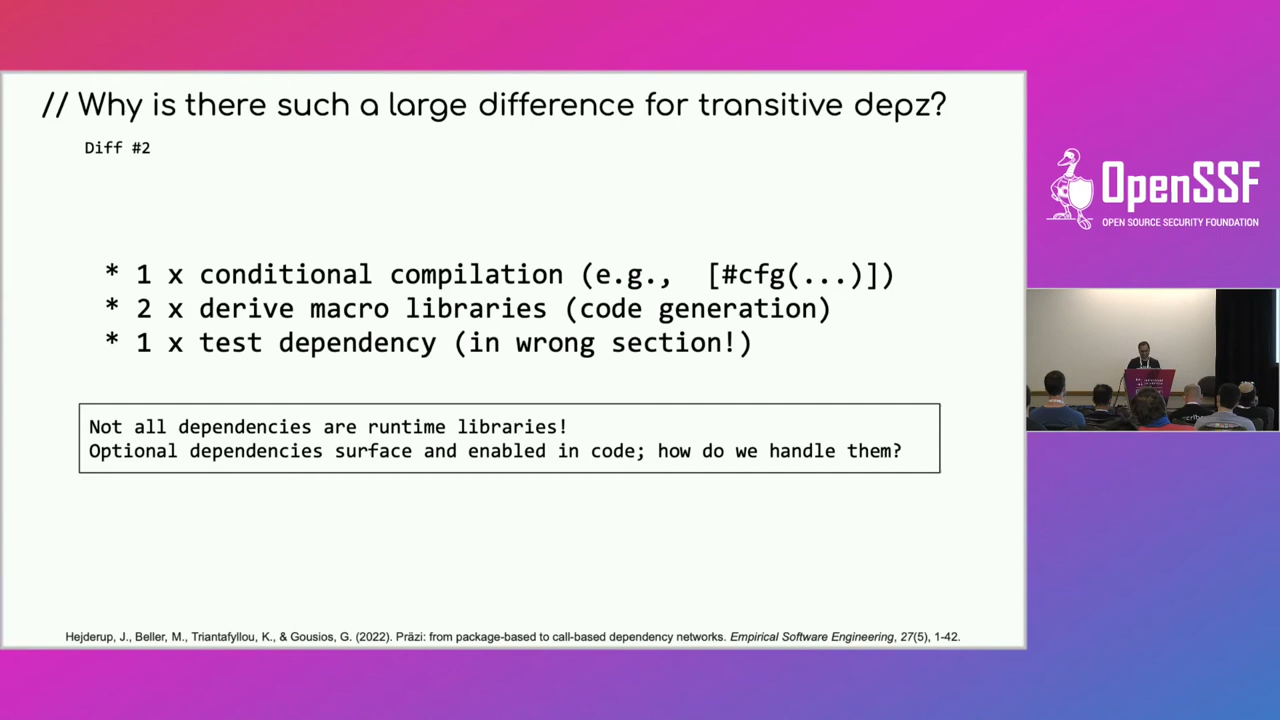 // Why is there such a large difference for transitive depz?
Diff #2
* 1 x conditional compilation (e.g., [#cfg(...)])
* 2 x derive macro libraries (code generation)
* 1 x test dependency (in wrong section!)
Not all dependencies are runtime libraries!
Optional dependencies surface and enabled in code; how do we handle them?
Hejderup, J., Beller, M., Triantafyllou, K., & Gousios, G. (2022). Präzi: from package-based to call-based dependency networks. Empirical Software Engineering, 27(5), 1-42.
OpenSSF
OPEN SOURCE SECURITY FOUNDATION